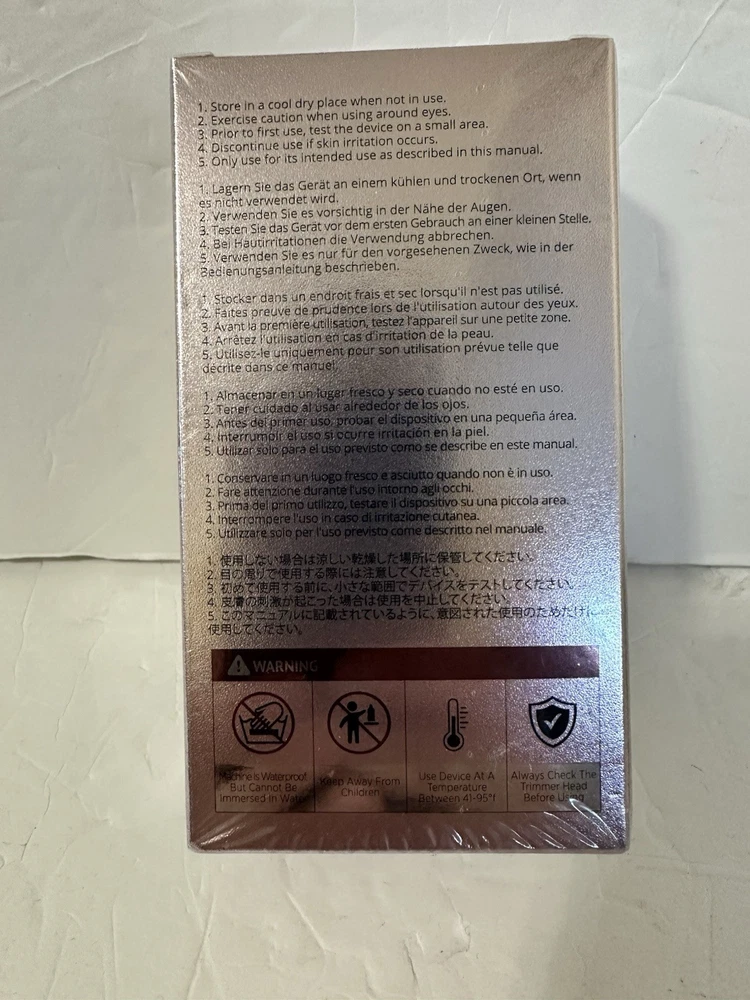 1. Store in a cool dry place when not in use.
2. Exercise caution when using around eyes.
3. Prior to first use, test the device on a small area.
4. Discontinue use if skin irritation occurs.
5. Only use for its intended use as described in this manual.
1. Lagern Sie das Gerät an einem kühlen und trockenen Ort, wenn
es nicht verwendet wird.
2. Verwenden Sie es vorsichtig in der Nähe der Augen.
3. Testen Sie das Gerät vor dem ersten Gebrauch an einer kleinen Stelle.
4. Bei Hautirritationen die Verwendung abbrechen.
5. Verwenden Sie es nur für den vorgesehenen Zweck, wie in der
Bedienungsanleitung beschrieben.
1. Stocker dans un endroit frais et sec lorsqu'il n'est pas utilisé.
2. Faites preuve de prudence lors de l'utilisation autour des yeux.
3. Avant la première utilisation, testez l'appareil sur une petite zone.
4. Arrêtez l'utilisation en cas d'irritation de la peau.
5. Utilisez-le uniquement pour son utilisation prévue telle que
décrite dans ce manuel.
1. Almacenar en un lugar fresco y seco cuando no esté en uso.
2. Tener cuidado al usar alrededor de los ojos.
3. Antes del primer uso, probar el dispositivo en una pequeña área.
4. Interrumpir el uso si ocurre irritación en la piel.
5. Utilizar solo para el uso previsto como se describe en este manual.
1. Conservare in un luogo fresco e asciutto quando non è in uso.
2. Fare attenzione durante l'uso intorno agli occhi.
3. Prima del primo utilizzo, testare il dispositivo su una piccola area.
4. Interrompere l'uso in caso di irritazione cutanea.
5. Utilizzare solo per l'uso previsto come descritto nel manuale.
1. 使用しない場合は涼しい乾燥した場所に保管してください。
2. 目の周りで使用する際には注意してください。
3. 初めて使用する前に、小さな範囲でデバイスをテストしてください。
4. 皮膚の刺激が起こった場合は使用を中止してください。
5. このマニュアルに記載されているように、意図された使用のためだけに
使用してください。
WARNING
Machine is Waterproof
But Cannot Be
Immersed In Water
Keep Away From
Children
Use Device At A
Temperature
Between 41-95°f
Always Check The
Trimmer Head
Before Using